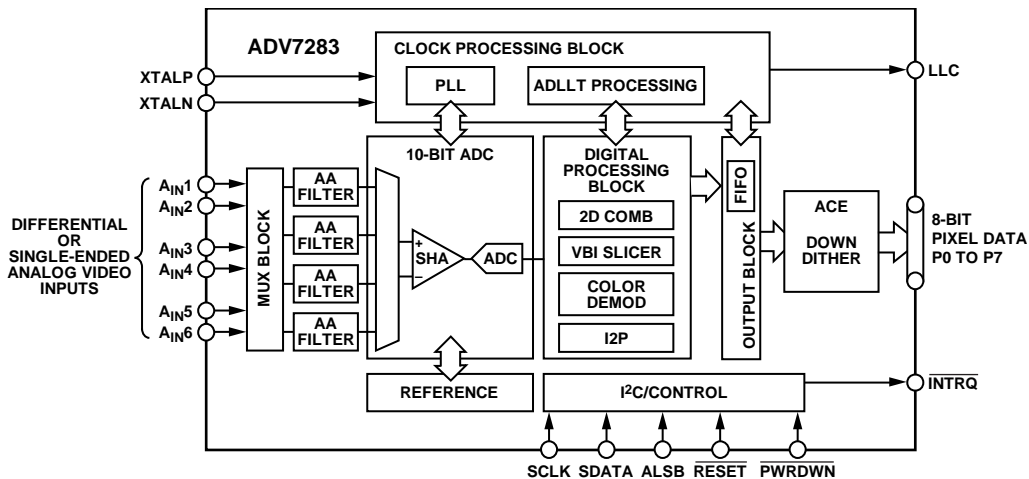 ADV7283
CLOCK PROCESSING BLOCK
PLL
ADLLT PROCESSING
XTALP
XTALN
LLC
10-BIT ADC
DIGITAL
PROCESSING
BLOCK
2D COMB
VBI SLICER
COLOR
DEMOD
I2P
DIFFERENTIAL
OR
SINGLE-ENDED
ANALOG VIDEO
INPUTS
AIN1
AIN2
AIN3
AIN4
AIN5
AIN6
MUX BLOCK
AA
FILTER
AA
FILTER
AA
FILTER
AA
FILTER
+
SHA
–
ADC
FIFO
OUTPUT BLOCK
ACE
DOWN
DITHER
8-BIT
PIXEL DATA
P0 TO P7
REFERENCE
I2C/CONTROL
INTRQ
SCLK
SDATA
ALSB
RESET
PWRDWN